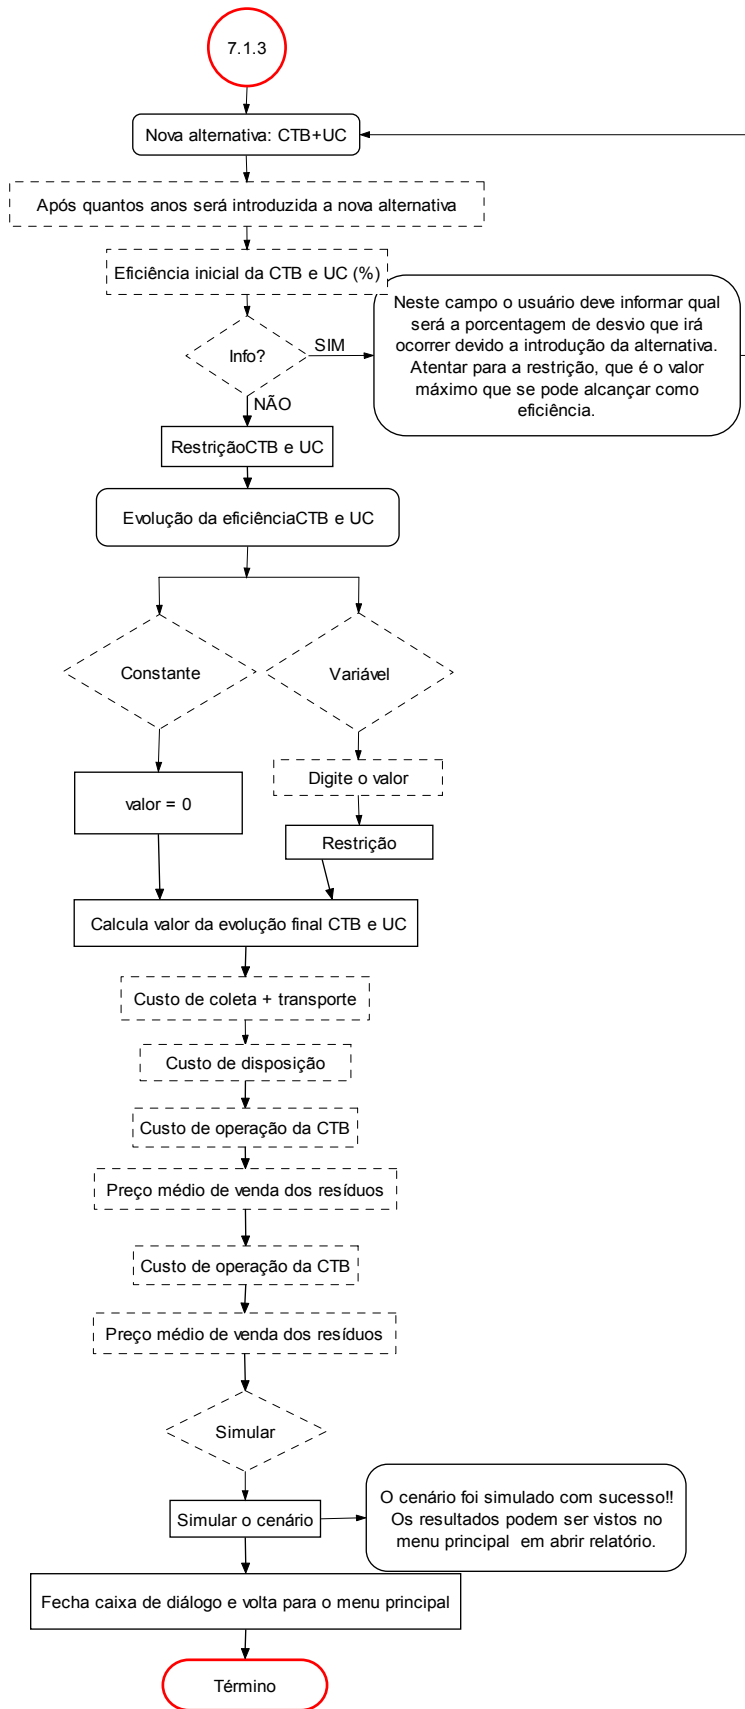 7.1.3
Nova alternativa: CTB+UC
Após quantos anos será introduzida a nova alternativa
Eficiência inicial da CTB e UC (%)
Neste campo o usuário deve informar qual
será a porcentagem de desvio que irá
ocorrer devido a introdução da alternativa.
Atentar para a restrição, que é o valor
máximo que se pode alcançar como
eficiência.
Info?
SIM
NÃO
RestriçãoCTB e UC
Evolução da eficiênciaCTB e UC
Constante
Variável
Digite o valor
valor = 0
Restrição
Calcula valor da evolução final CTB e UC
Custo de coleta + transporte
Custo de disposição
Custo de operação da CTB
Preço médio de venda dos resíduos
Custo de operação da CTB
Preço médio de venda dos resíduos
Simular
Simular o cenário
O cenário foi simulado com sucesso!!
Os resultados podem ser vistos no
menu principal em abrir relatório.
Fecha caixa de diálogo e volta para o menu principal
Término